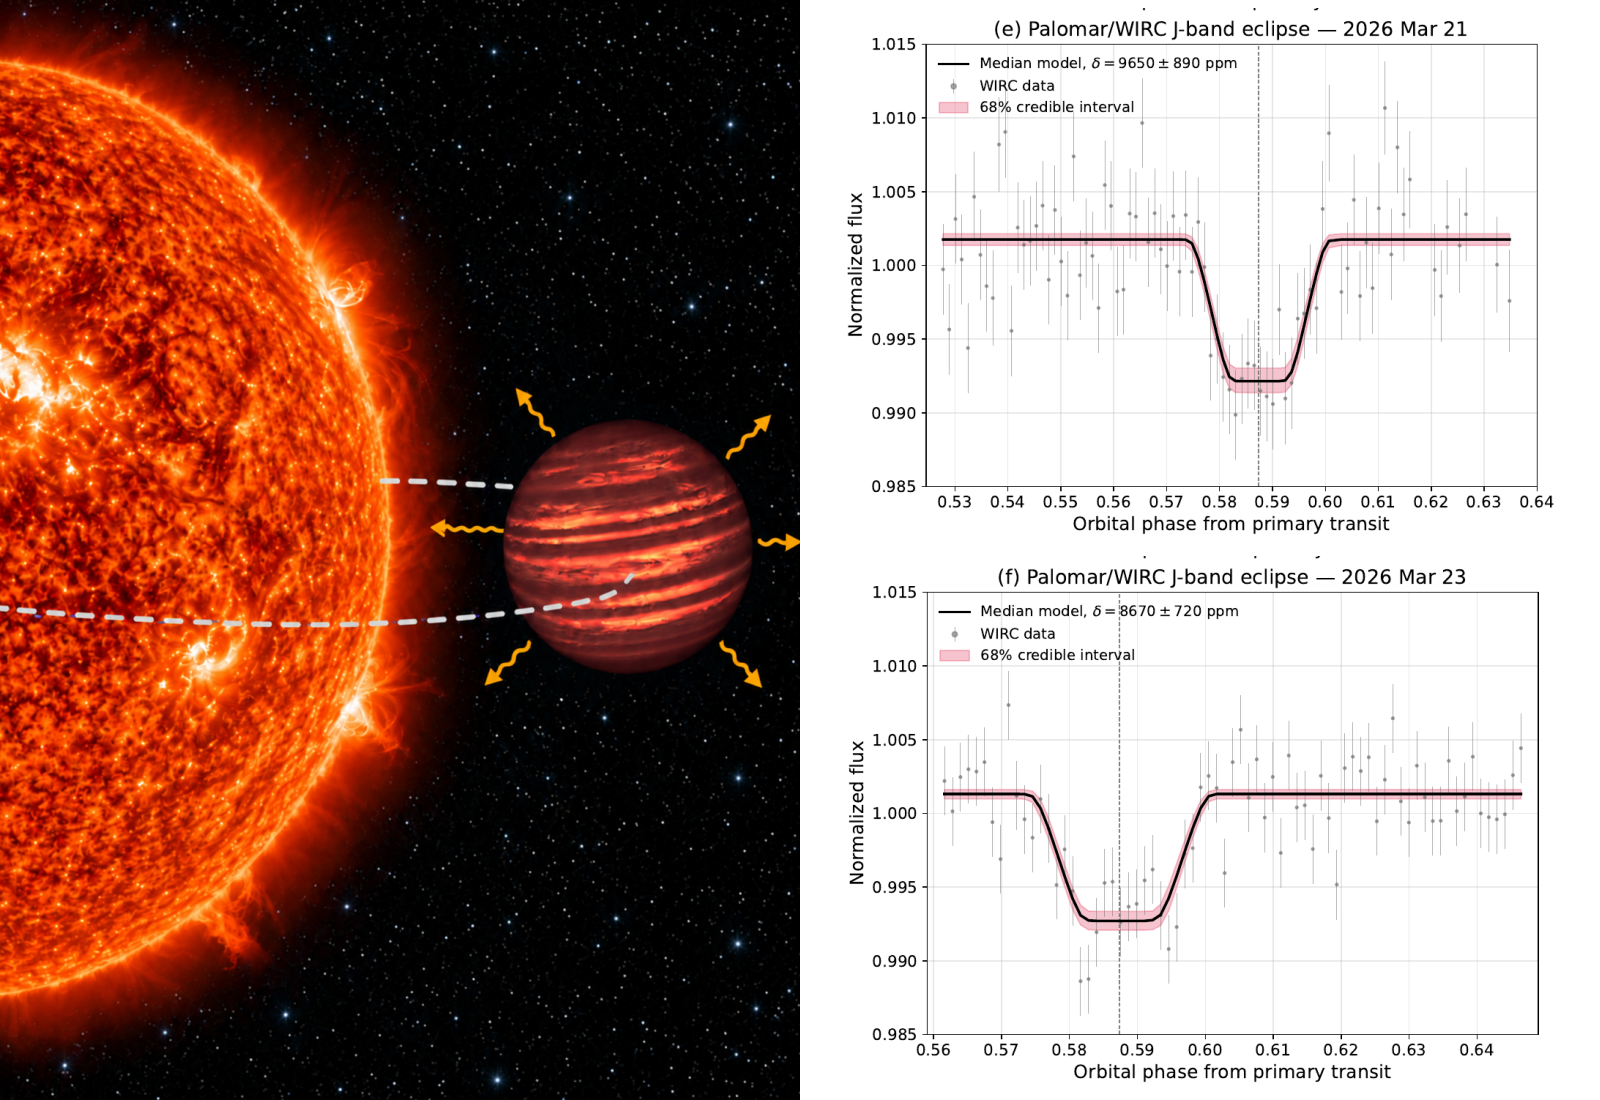 (e) Palomar/WIRC J-band eclipse — 2026 Mar 21
Median model, δ = 9650 ± 890 ppm
WIRC data
68% credible interval
Normalized flux
1.015
1.010
1.005
1.000
0.995
0.990
0.985
0.53 0.54 0.55 0.56 0.57 0.58 0.59 0.60 0.61 0.62 0.63 0.64
Orbital phase from primary transit
(f) Palomar/WIRC J-band eclipse — 2026 Mar 23
Median model, δ = 8670 ± 720 ppm
WIRC data
68% credible interval
Normalized flux
1.015
1.010
1.005
1.000
0.995
0.990
0.985
0.56 0.57 0.58 0.59 0.60 0.61 0.62 0.63 0.64
Orbital phase from primary transit